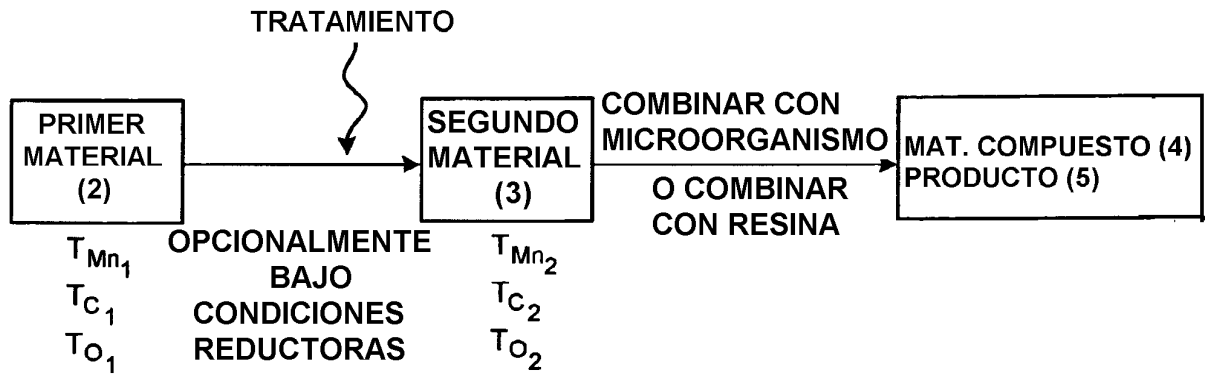 TRATAMIENTO
PRIMER
MATERIAL
(2)
SEGUNDO
MATERIAL
(3)
COMBINAR CON
MICROORGANISMO
O COMBINAR
CON RESINA
MAT. COMPUESTO (4)
PRODUCTO (5)
OPCIONALMENTE
BAJO
CONDICIONES
REDUCTORAS
TMn1
TC1
TO1
TMn2
TC2
TO2